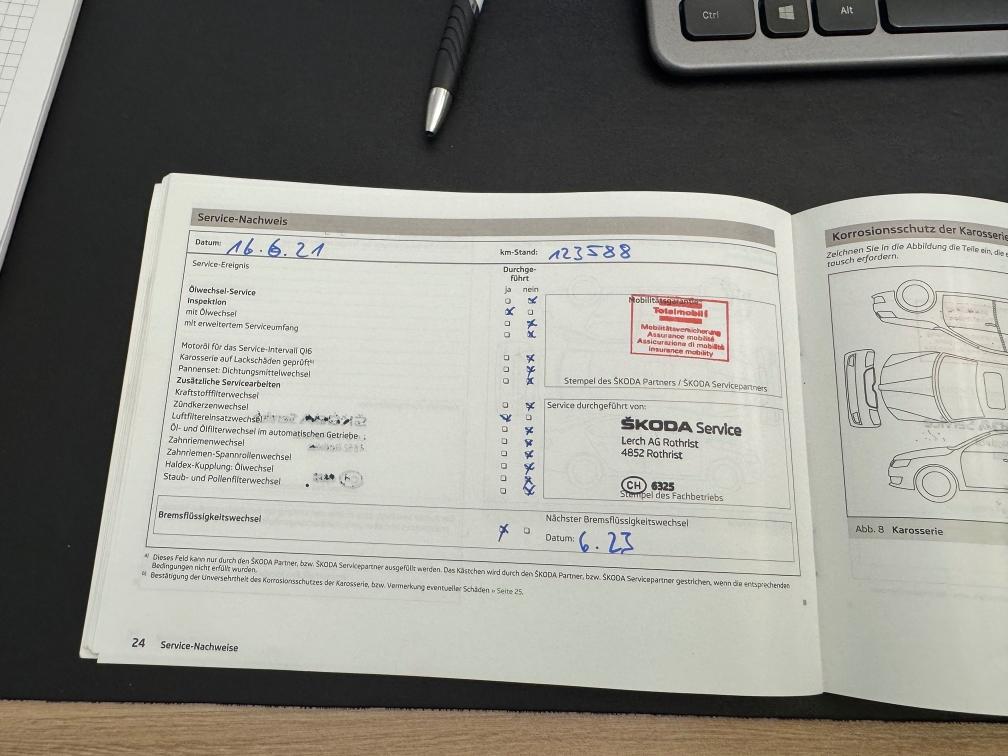 Ctrl
Alt
Service-Nachweis
Datum: 16.6.21 km-Stand: 123588
Service-Ereignis
Durchge-
führt
ja nein
Ölwechsel-Service
Inspektion
mit Ölwechsel
mit erweitertem Serviceumfang
Motoröl für das Service-Intervall QI6
Karosserie auf Lackschäden geprüft
Pannenset: Dichtungsmittelwechsel
Zusätzliche Servicearbeiten
Kraftstofffilterwechsel
Zündkerzenwechsel
Luftfiltereinsatzwechsel
Öl- und Ölfilterwechsel im automatischen Getriebe
Zahnriemenwechsel
Zahnriemen-Spannrollenwechsel
Haldex-Kupplung: Ölwechsel
Staub- und Pollenfilterwechsel
Mobilitätsgarantie
Totalmobil!
Mobilitätsversicherung
Assurance mobilité
Assicurazione di mobilità
Insurance mobility
Stempel des ŠKODA Partners / ŠKODA Servicepartners
Service durchgeführt von:
ŠKODA Service
Lerch AG Rothrist
4852 Rothrist
CH 6325
Stempel des Fachbetriebs
Bremsflüssigkeitswechsel
Nächster Bremsflüssigkeitswechsel
Datum: 6.23
a) Dieses Feld kann nur durch den ŠKODA Partner, bzw. ŠKODA Servicepartner ausgefüllt werden. Das Kästchen wird durch den ŠKODA Partner, bzw. ŠKODA Servicepartner gestrichen, wenn die entsprechenden
Bedingungen nicht erfüllt wurden.
b) Bestätigung der Unversehrtheit des Korrosionsschutzes der Karosserie, bzw. Vermerkung eventueller Schäden » Seite 25.
24 Service-Nachweise
Korrosionsschutz der Karosserie
Zeichnen Sie in die Abbildung die Teile ein, die e
tausch erfordern.
Abb. 8 Karosserie